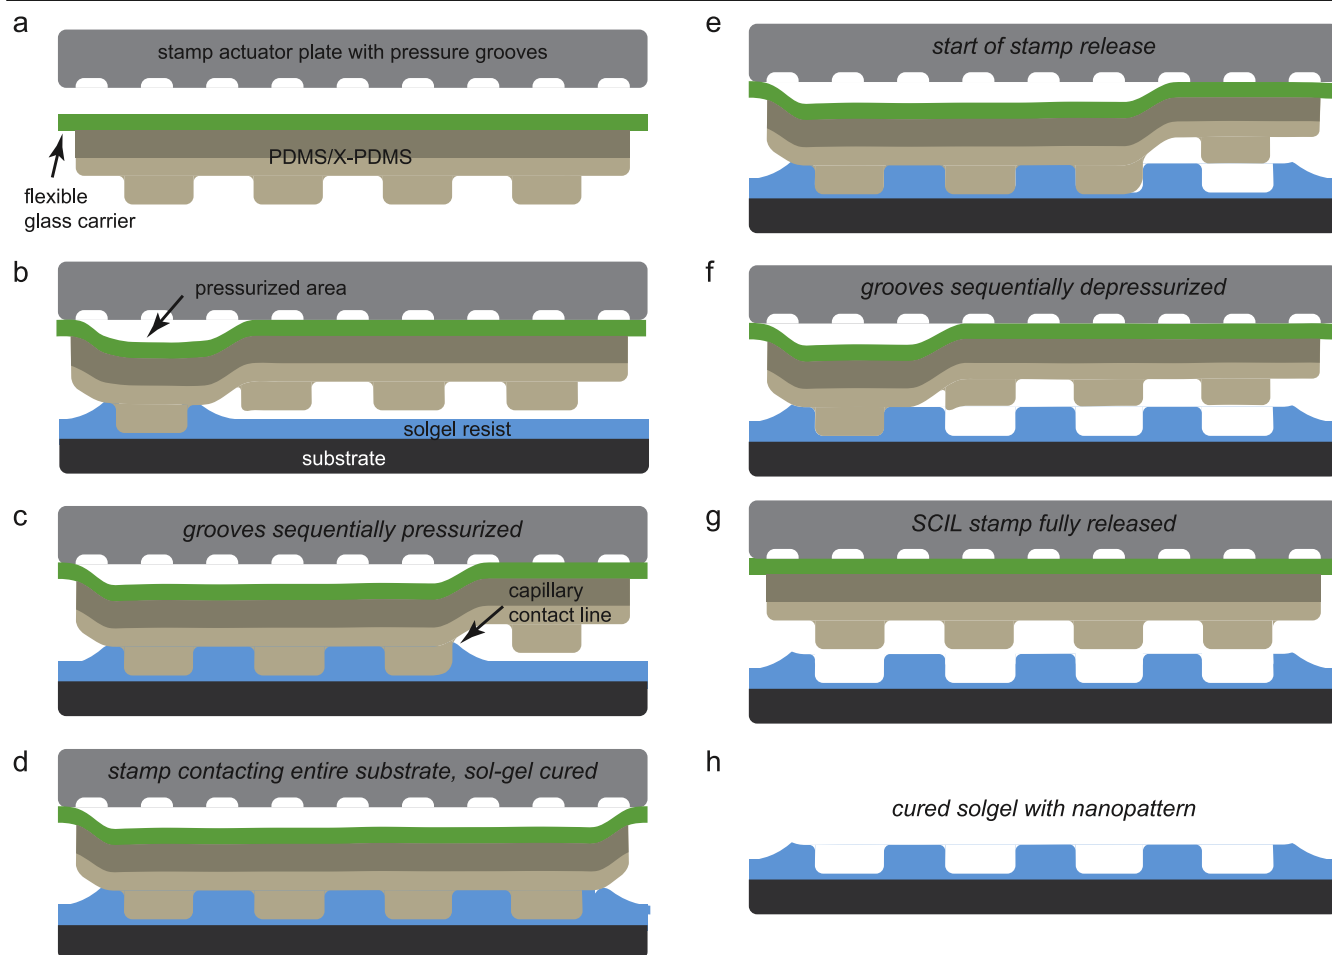 a
stamp actuator plate with pressure grooves
PDMS/X-PDMS
flexible
glass carrier
b
pressurized area
solgel resist
substrate
c
grooves sequentially pressurized
capillary
contact line
d
stamp contacting entire substrate, sol-gel cured
e
start of stamp release
f
grooves sequentially depressurized
g
SCIL stamp fully released
h
cured solgel with nanopattern